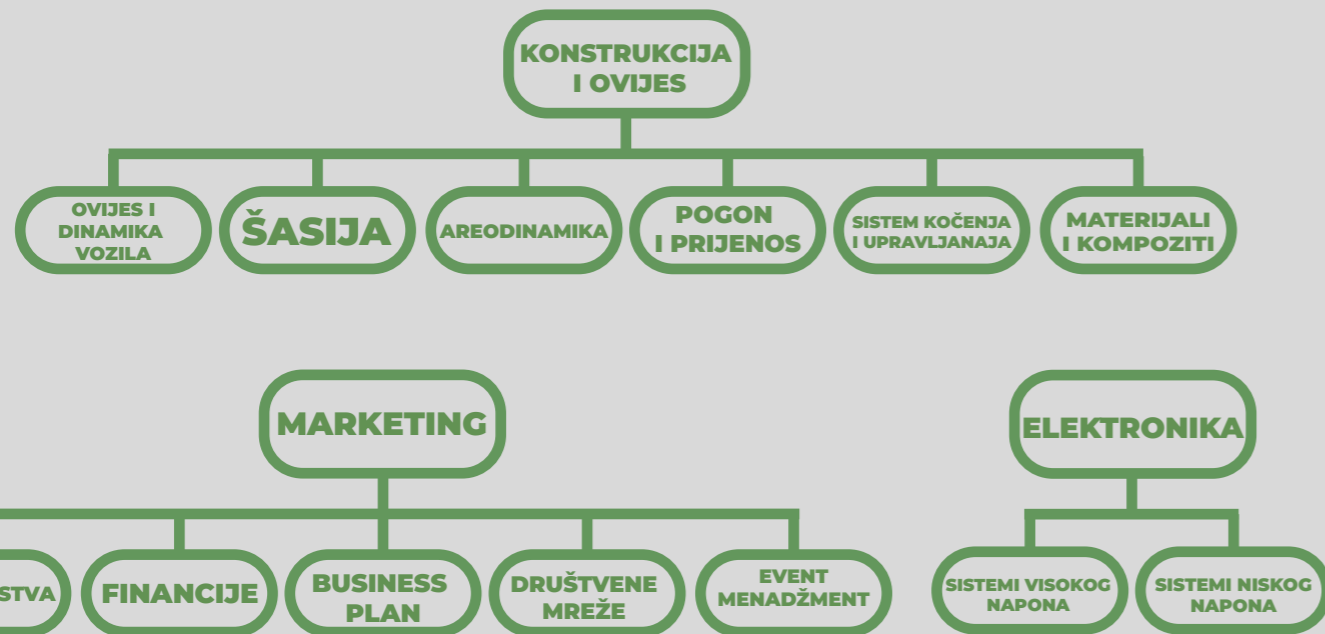 KONSTRUKCIJA
I OVIJES
OVIJES I
DINAMIKA
VOZILA
ŠASIJA
AREODINAMIKA
POGON
I PRIJENOS
SISTEM KOČENJA
I UPRAVLJANAJA
MATERIJALI
I KOMPOZITI
MARKETING
ELEKTRONIKA
STVA
FINANCIJE
BUSINESS
PLAN
DRUŠTVENE
MREŽE
EVENT
MENADŽMENT
SISTEMI VISOKOG
NAPONA
SISTEMI NISKOG
NAPONA